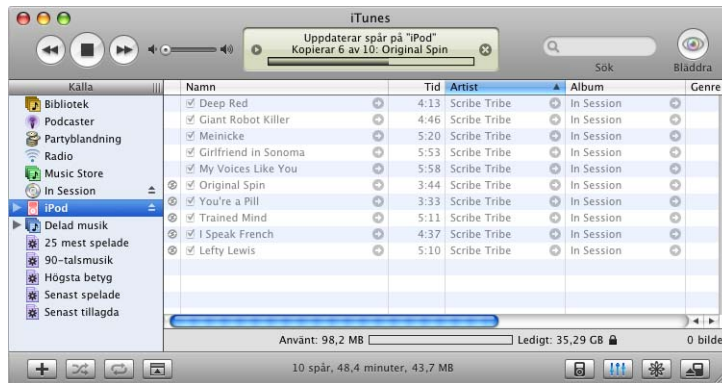 iTunes
Uppdaterar spår på "iPod"
Kopierar 6 av 10: Original Spin
Sök
Bläddra
Källa
Bibliotek
Podcaster
Partyblandning
Radio
Music Store
In Session
iPod
Delad musik
25 mest spelade
90-talsmusik
Högsta betyg
Senast spelade
Senast tillagda
Namn Tid Artist Album Genre
Deep Red 4:13 Scribe Tribe In Session
Giant Robot Killer 4:46 Scribe Tribe In Session
Meinicke 5:20 Scribe Tribe In Session
Girlfriend in Sonoma 5:53 Scribe Tribe In Session
My Voices Like You 5:58 Scribe Tribe In Session
Original Spin 3:44 Scribe Tribe In Session
You're a Pill 3:33 Scribe Tribe In Session
Trained Mind 5:11 Scribe Tribe In Session
I Speak French 4:37 Scribe Tribe In Session
Lefty Lewis 5:10 Scribe Tribe In Session
Använt: 98,2 MB Ledigt: 35,29 GB 0 bilde
10 spår, 48,4 minuter, 43,7 MB